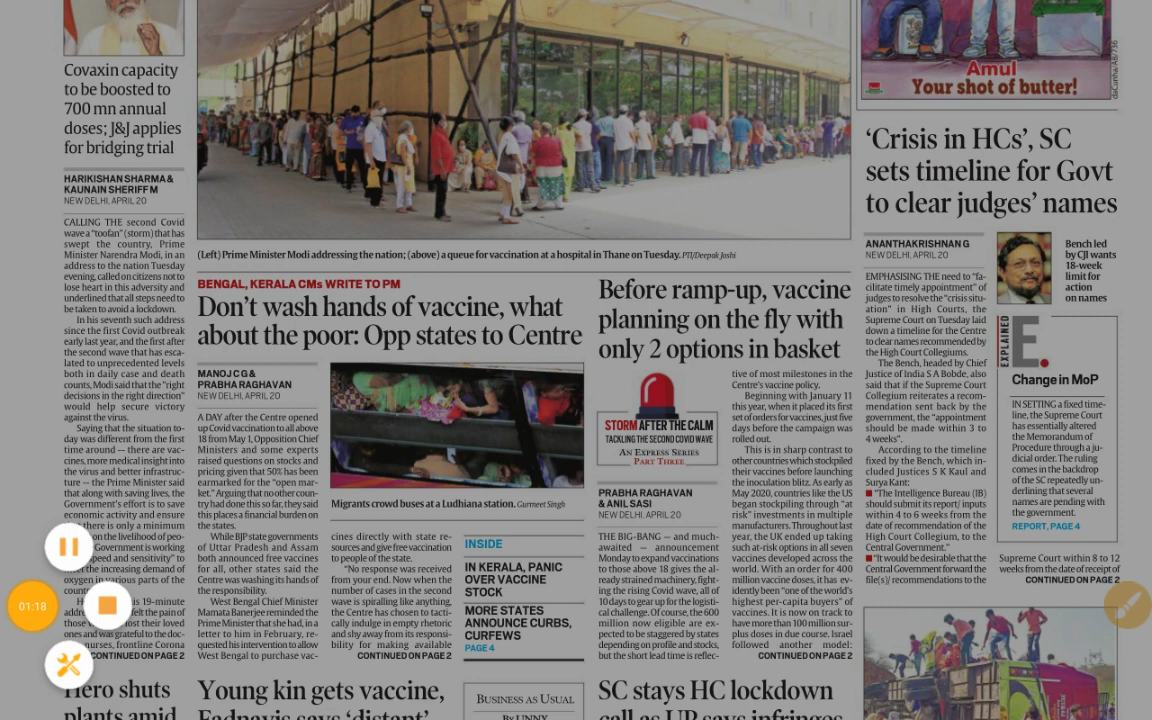 Covaxin capacity
to be boosted to
700 mn annual
doses; J&J applies
for bridging trial
HARIKISHAN SHARMA &
KAUNAIN SHERIFF M
NEW DELHI, APRIL 20
CALLING THE second Covid
wave a "toofan" (storm) that has
swept the country, Prime
Minister Narendra Modi, in an
address to the nation Tuesday
evening, called on citizens not to
lose heart in this adversity and
underlined that all steps need to
be taken to avoid a lockdown.
In his seventh such address
since the first Covid outbreak
early last year, and the first after
the second wave that has esca-
lated to unprecedented levels
both in daily case and death
counts, Modi said that the "right
decisions in the right direction"
would help secure victory
against the virus.
Saying that the situation to-
day was different from the first
time around — there are vac-
cines, more medical insight into
the virus and better infrastruc-
ture — the Prime Minister said
that along with saving lives, the
Government's effort is to save
economic activity and ensure
there is only a minimum
on the livelihood of peo-
Government is working
peed and sensitivity" to
the increasing demand of
oxygen in various parts of the
coun
is 19-minute
addre felt the pain of
those ost their loved
ones and was grateful to the doc-
nurses, frontline Corona
CONTINUED ON PAGE 2
Hero shuts
plants amid
(Left) Prime Minister Modi addressing the nation; (above) a queue for vaccination at a hospital in Thane on Tuesday. PTI/Deepak Joshi
BENGAL, KERALA CMs WRITE TO PM
Don't wash hands of vaccine, what
about the poor: Opp states to Centre
MANOJ C G &
PRABHA RAGHAVAN
NEW DELHI, APRIL 20
A DAY after the Centre opened
up Covid vaccination to all above
18 from May 1, Opposition Chief
Ministers and some experts
raised questions on stocks and
pricing given that 50% has been
earmarked for the "open mar-
ket." Arguing that no other coun-
try had done this so far, they said
this places a financial burden on
the states.
While BJP state governments
of Uttar Pradesh and Assam
both announced free vaccines
for all, other states said the
Centre was washing its hands of
the responsibility.
West Bengal Chief Minister
Mamata Banerjee reminded the
Prime Minister that she had, in a
letter to him in February, re-
quested his intervention to allow
West Bengal to purchase vac-
Migrants crowd buses at a Ludhiana station. Gurmeet Singh
cines directly with state re-
sources and give free vaccination
to people of the state.
"No response was received
from your end. Now when the
number of cases in the second
wave is spiralling like anything,
the Centre has chosen to tacti-
cally indulge in empty rhetoric
and shy away from its responsi-
bility for making available
CONTINUED ON PAGE 2
INSIDE
IN KERALA, PANIC
OVER VACCINE
STOCK
MORE STATES
ANNOUNCE CURBS,
CURFEWS
PAGE 4
Young kin gets vaccine,
Fadnavis says 'distant'
BUSINESS AS USUAL
BY UNNY
Before ramp-up, vaccine
planning on the fly with
only 2 options in basket
STORM AFTER THE CALM
TACKLING THE SECOND COVID WAVE
AN EXPRESS SERIES
PART THREE
PRABHA RAGHAVAN
& ANIL SASI
NEW DELHI, APRIL 20
THE BIG-BANG — and much-
awaited — announcement
Monday to expand vaccinations
to those above 18 gives the al-
ready strained machinery, fight-
ing the rising Covid wave, all of
10 days to gear up for the logisti-
cal challenge. Of course, the 600
million now eligible are ex-
pected to be staggered by states
depending on profile and stocks,
but the short lead time is reflec-
tive of most milestones in the
Centre's vaccine policy.
Beginning with January 11
this year, when it placed its first
set of orders for vaccines, just five
days before the campaign was
rolled out.
This is in sharp contrast to
other countries which stockpiled
their vaccines before launching
the inoculation blitz. As early as
May 2020, countries like the US
began stockpiling through "at
risk" investments in multiple
manufacturers. Throughout last
year, the UK ended up taking
such at-risk options in all seven
vaccines developed across the
world. With an order for 400
million vaccine doses, it has ev-
idently been "one of the world's
highest per-capita buyers" of
vaccines. It is now on track to
have more than 100 million sur-
plus doses in due course. Israel
followed another model:
CONTINUED ON PAGE 2
SC stays HC lockdown
call as UP says infringes
Amul
Your shot of butter!
daCunha/AB/736
'Crisis in HCs', SC
sets timeline for Govt
to clear judges' names
ANANTHAKRISHNAN G
NEW DELHI, APRIL 20
EMPHASISING THE need to "fa-
cilitate timely appointment" of
judges to resolve the "crisis situ-
ation" in High Courts, the
Supreme Court on Tuesday laid
down a timeline for the Centre
to clear names recommended by
the High Court Collegiums.
The Bench, headed by Chief
Justice of India S A Bobde, also
said that if the Supreme Court
Collegium reiterates a recom-
mendation sent back by the
government, the "appointment
should be made within 3 to
4 weeks".
According to the timeline
fixed by the Bench, which in-
cluded Justices S K Kaul and
Surya Kant:
"The Intelligence Bureau (IB)
should submit its report/ inputs
within 4 to 6 weeks from the
date of recommendation of the
High Court Collegium, to the
Central Government."
"It would be desirable that the
Central Government forward the
file(s)/ recommendations to the
Bench led
by CJI wants
18-week
limit for
action
on names
EXPLAINED
E.
Change in MoP
IN SETTING a fixed time-
line, the Supreme Court
has essentially altered
the Memorandum of
Procedure through a ju-
dicial order. The ruling
comes in the backdrop
of the SC repeatedly un-
derlining that several
names are pending with
the government.
REPORT, PAGE 4
Supreme Court within 8 to 12
weeks from the date of receipt of
CONTINUED ON PAGE 2
01:18